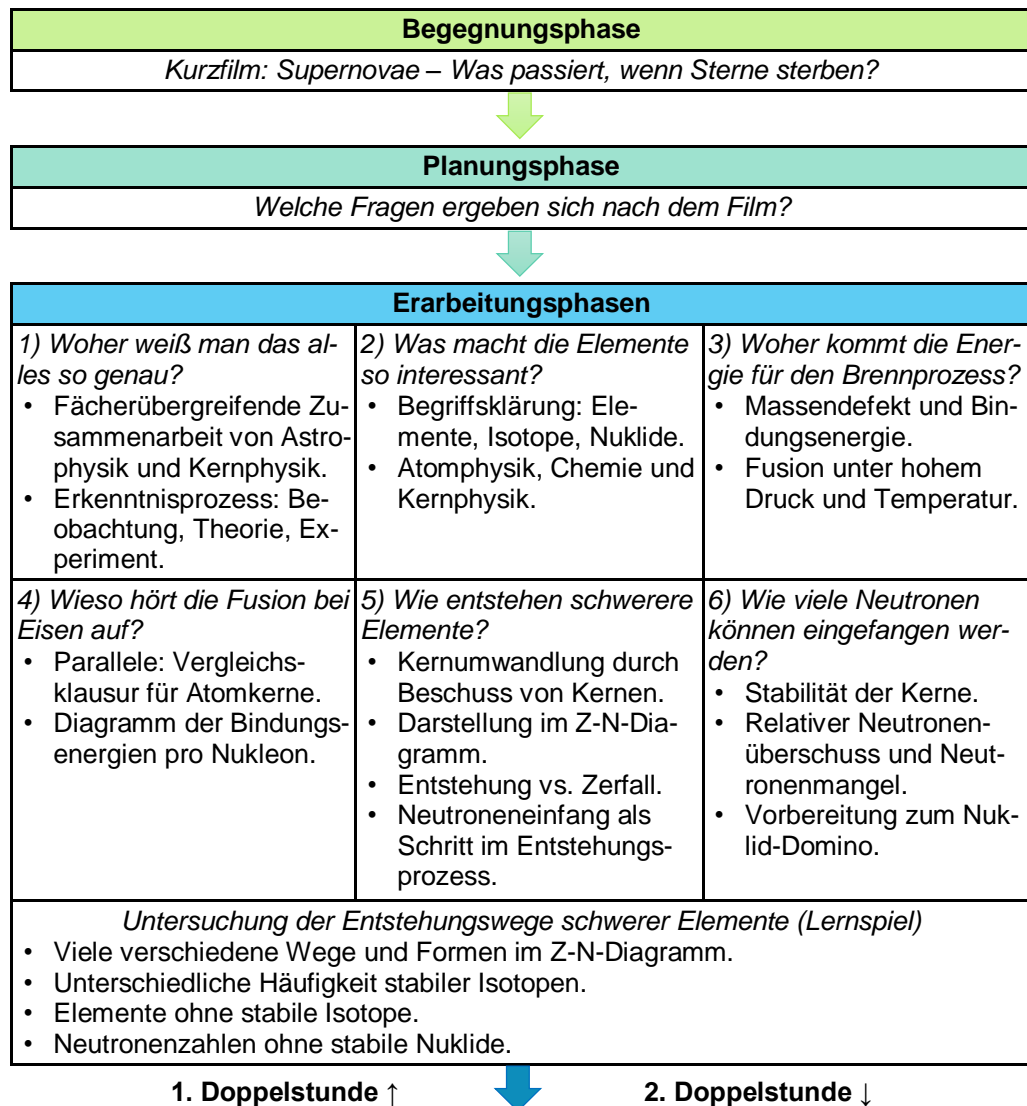 Begegnungsphase
Kurzfilm: Supernovae – Was passiert, wenn Sterne sterben?
Planungsphase
Welche Fragen ergeben sich nach dem Film?
Erarbeitungsphasen
1) Woher weiß man das al-
les so genau?
• Fächerübergreifende Zu-
sammenarbeit von Astro-
physik und Kernphysik.
• Erkenntnisprozess: Be-
obachtung, Theorie, Ex-
periment.
2) Was macht die Elemente
so interessant?
• Begriffsklärung: Ele-
mente, Isotope, Nuklide.
• Atomphysik, Chemie und
Kernphysik.
3) Woher kommt die Ener-
gie für den Brennprozess?
• Massendefekt und Bin-
dungsenergie.
• Fusion unter hohem
Druck und Temperatur.
4) Wieso hört die Fusion bei
Eisen auf?
• Parallele: Vergleichs-
klausur für Atomkerne.
• Diagramm der Bindungs-
energien pro Nukleon.
5) Wie entstehen schwerere
Elemente?
• Kernumwandlung durch
Beschuss von Kernen.
• Darstellung im Z-N-Dia-
gramm.
• Entstehung vs. Zerfall.
• Neutroneneinfang als
Schritt im Entstehungs-
prozess.
6) Wie viele Neutronen
können eingefangen wer-
den?
• Stabilität der Kerne.
• Relativer Neutronen-
überschuss und Neut-
ronenmangel.
• Vorbereitung zum Nuk-
lid-Domino.
Untersuchung der Entstehungswege schwerer Elemente (Lernspiel)
• Viele verschiedene Wege und Formen im Z-N-Diagramm.
• Unterschiedliche Häufigkeit stabiler Isotopen.
• Elemente ohne stabile Isotope.
• Neutronenzahlen ohne stabile Nuklide.
1. Doppelstunde ↑ 2. Doppelstunde ↓